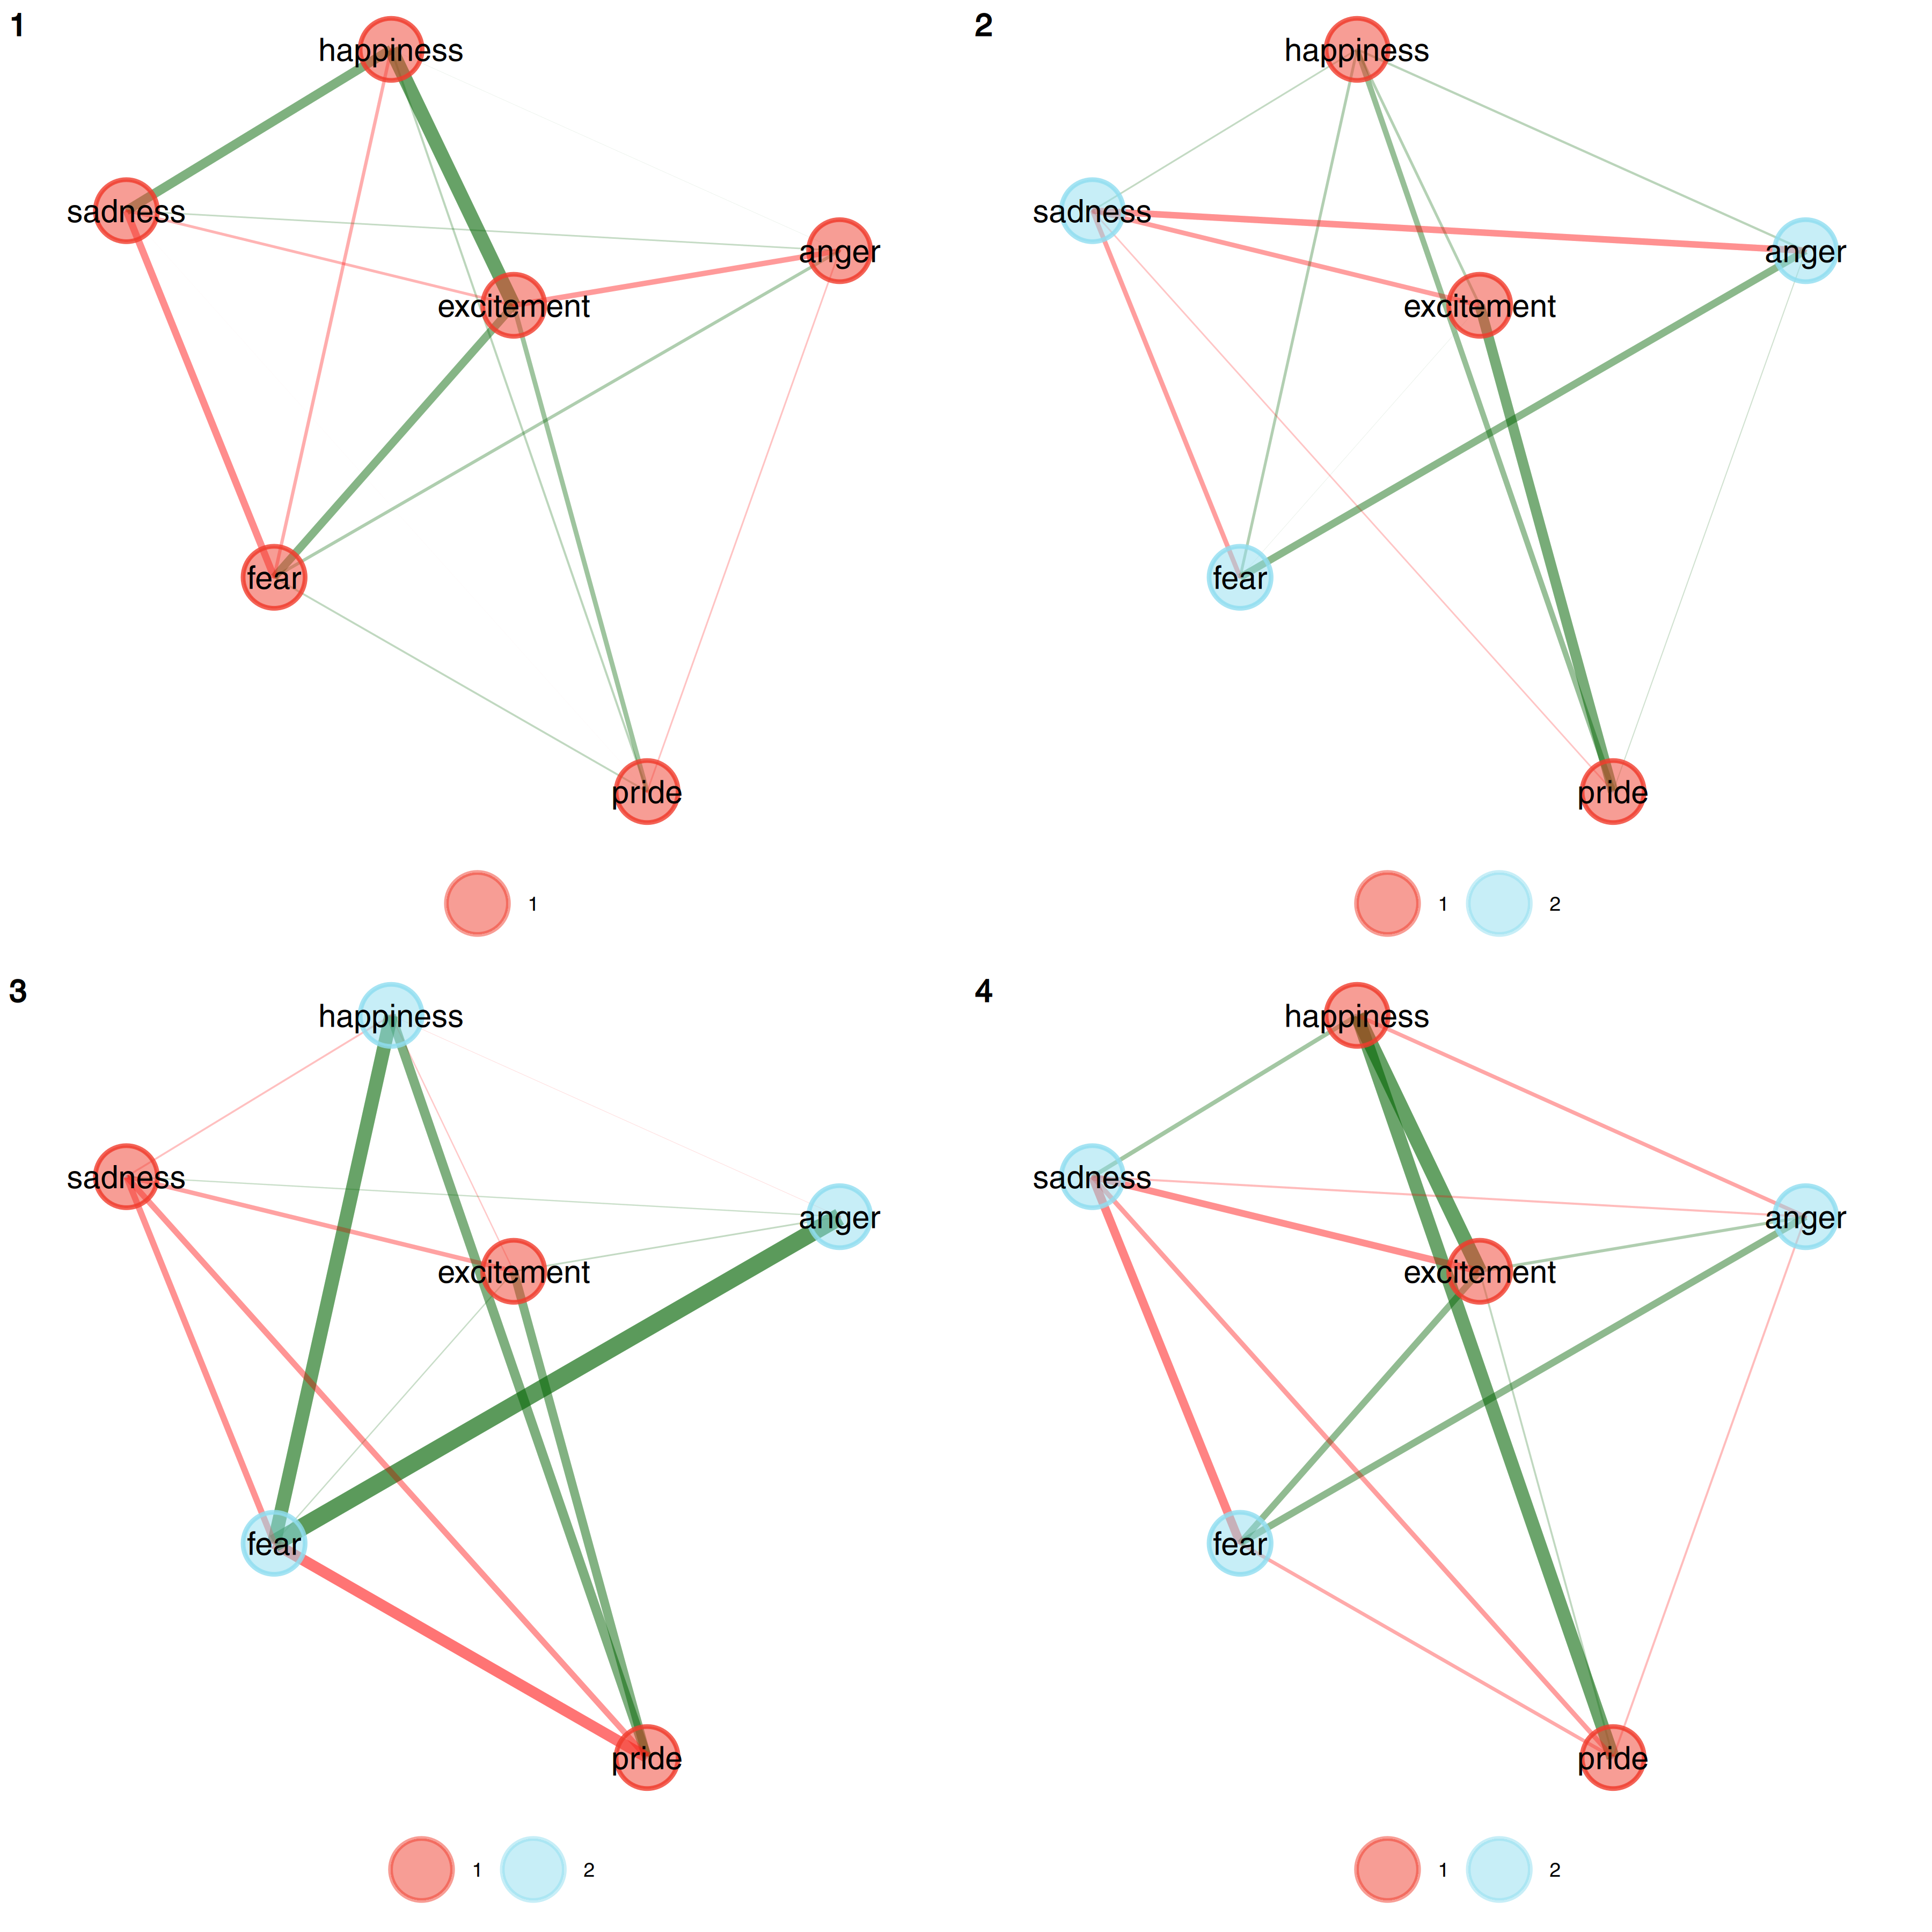 1
happiness
sadness
anger
excitement
fear
pride
1
2
happiness
sadness
anger
excitement
fear
pride
1 2
3
happiness
sadness
anger
excitement
fear
pride
1 2
4
happiness
sadness
anger
excitement
fear
pride
1 2